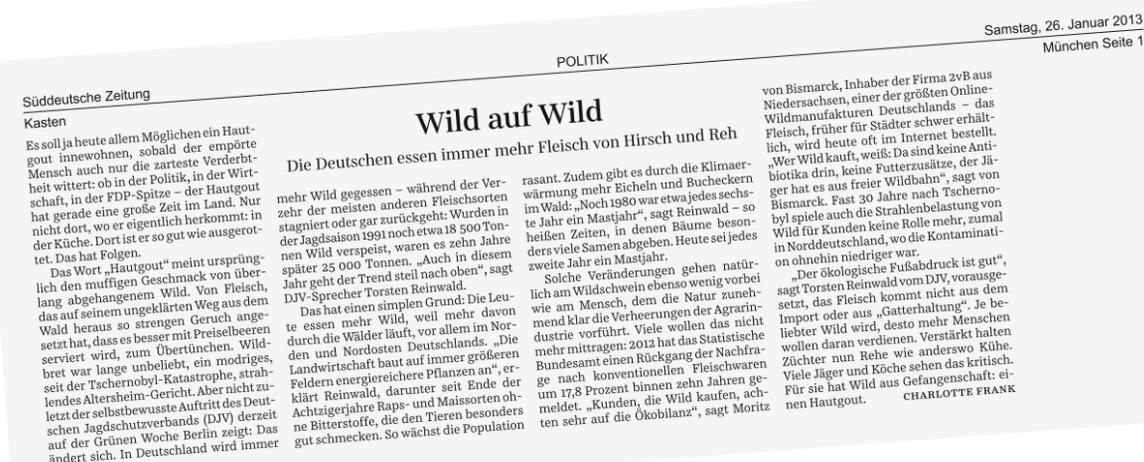 Süddeutsche Zeitung
POLITIK
Samstag, 26. Januar 2013
Kasten
München Seite 1
Wild auf Wild
Die Deutschen essen immer mehr Fleisch von Hirsch und Reh
Es soll ja heute allem Möglichen ein Haut-
gout innewohnen, sobald der empörte
Mensch auch nur die zarteste Verderbt-
heit wittert: ob in der Politik, in der Wirt-
schaft, in der FDP-Spitze – der Hautgout
hat gerade eine große Zeit im Land. Nur
nicht dort, wo er eigentlich herkommt: in
der Küche. Dort ist er so gut wie ausgerot-
tet. Das hat Folgen.
Das Wort „Hautgout“ meint ursprüng-
lich den muffigen Geschmack von über-
lang abgehangenem Wild. Von Fleisch,
das auf seinem ungeklärten Weg aus dem
Wald heraus so strengen Geruch ange-
setzt hat, dass es besser mit Preiselbeeren
serviert wird, zum Übertünchen. Wild-
bret war lange unbeliebt, ein modriges,
seit der Tschernobyl-Katastrophe, strah-
lendes Altersheim-Gericht. Aber nicht zu-
letzt der selbstbewusste Auftritt des Deut-
schen Jagdschutzverbands (DJV) derzeit
auf der Grünen Woche Berlin zeigt: Das
ändert sich. In Deutschland wird immer
mehr Wild gegessen – während der Ver-
zehr der meisten anderen Fleischsorten
stagniert oder gar zurückgeht: Wurden in
der Jagdsaison 1991 noch etwa 18 500 Ton-
nen Wild verspeist, waren es zehn Jahre
später 25 000 Tonnen. „Auch in diesem
Jahr geht der Trend steil nach oben“, sagt
DJV-Sprecher Torsten Reinwald.
Das hat einen simplen Grund: Die Leu-
te essen mehr Wild, weil mehr davon
durch die Wälder läuft, vor allem im Nor-
den und Nordosten Deutschlands. „Die
Landwirtschaft baut auf immer größeren
Feldern energiereichere Pflanzen an“, er-
klärt Reinwald, darunter seit Ende der
Achtzigerjahre Raps- und Maissorten oh-
ne Bitterstoffe, die den Tieren besonders
gut schmecken. So wächst die Population
rasant. Zudem gibt es durch die Klimaer-
wärmung mehr Eicheln und Bucheckern
im Wald: „Noch 1980 war etwa jedes sechs-
te Jahr ein Mastjahr“, sagt Reinwald – so
heißen Zeiten, in denen Bäume beson-
ders viele Samen abgeben. Heute sei jedes
zweite Jahr ein Mastjahr.
Solche Veränderungen gehen natür-
lich am Wildschwein ebenso wenig vorbei
wie am Menschen, dem die Natur zuneh-
mend klar die Verheerungen der Agrarin-
dustrie vorführt. Viele wollen das nicht
mehr mittragen: 2012 hat das Statistische
Bundesamt einen Rückgang der Nachfra-
ge nach konventionellen Fleischwaren
um 17,8 Prozent binnen zehn Jahren ge-
meldet. „Kunden, die Wild kaufen, ach-
ten sehr auf die Ökobilanz“, sagt Moritz
von Bismarck, Inhaber der Firma 2vB aus
Niedersachsen, einer der größten Online-
Wildmanufakturen Deutschlands – das
Fleisch, früher für Städter schwer erhält-
lich, wird heute oft im Internet bestellt.
„Wer Wild kauft, weiß: Da sind keine Anti-
biotika drin, keine Futterzusätze, der Jä-
ger hat es aus freier Wildbahn“, sagt von
Bismarck. Fast 30 Jahre nach Tscherno-
byl spiele auch die Strahlenbelastung von
Wild für Kunden keine Rolle mehr, zumal
in Norddeutschland, wo die Kontaminati-
on ohnehin niedriger war.
„Der ökologische Fußabdruck ist gut“,
sagt Torsten Reinwald vom DJV, vorausge-
setzt, das Fleisch kommt nicht aus dem
Import oder aus „Gatterhaltung“. Je be-
liebter Wild wird, desto mehr Menschen
wollen daran verdienen. Verstärkt halten
Züchter nun Rehe wie anderswo Kühe.
Viele Jäger und Köche sehen das kritisch.
Für sie hat Wild aus Gefangenschaft: ei-
nen Hautgout. CHARLOTTE FRANK